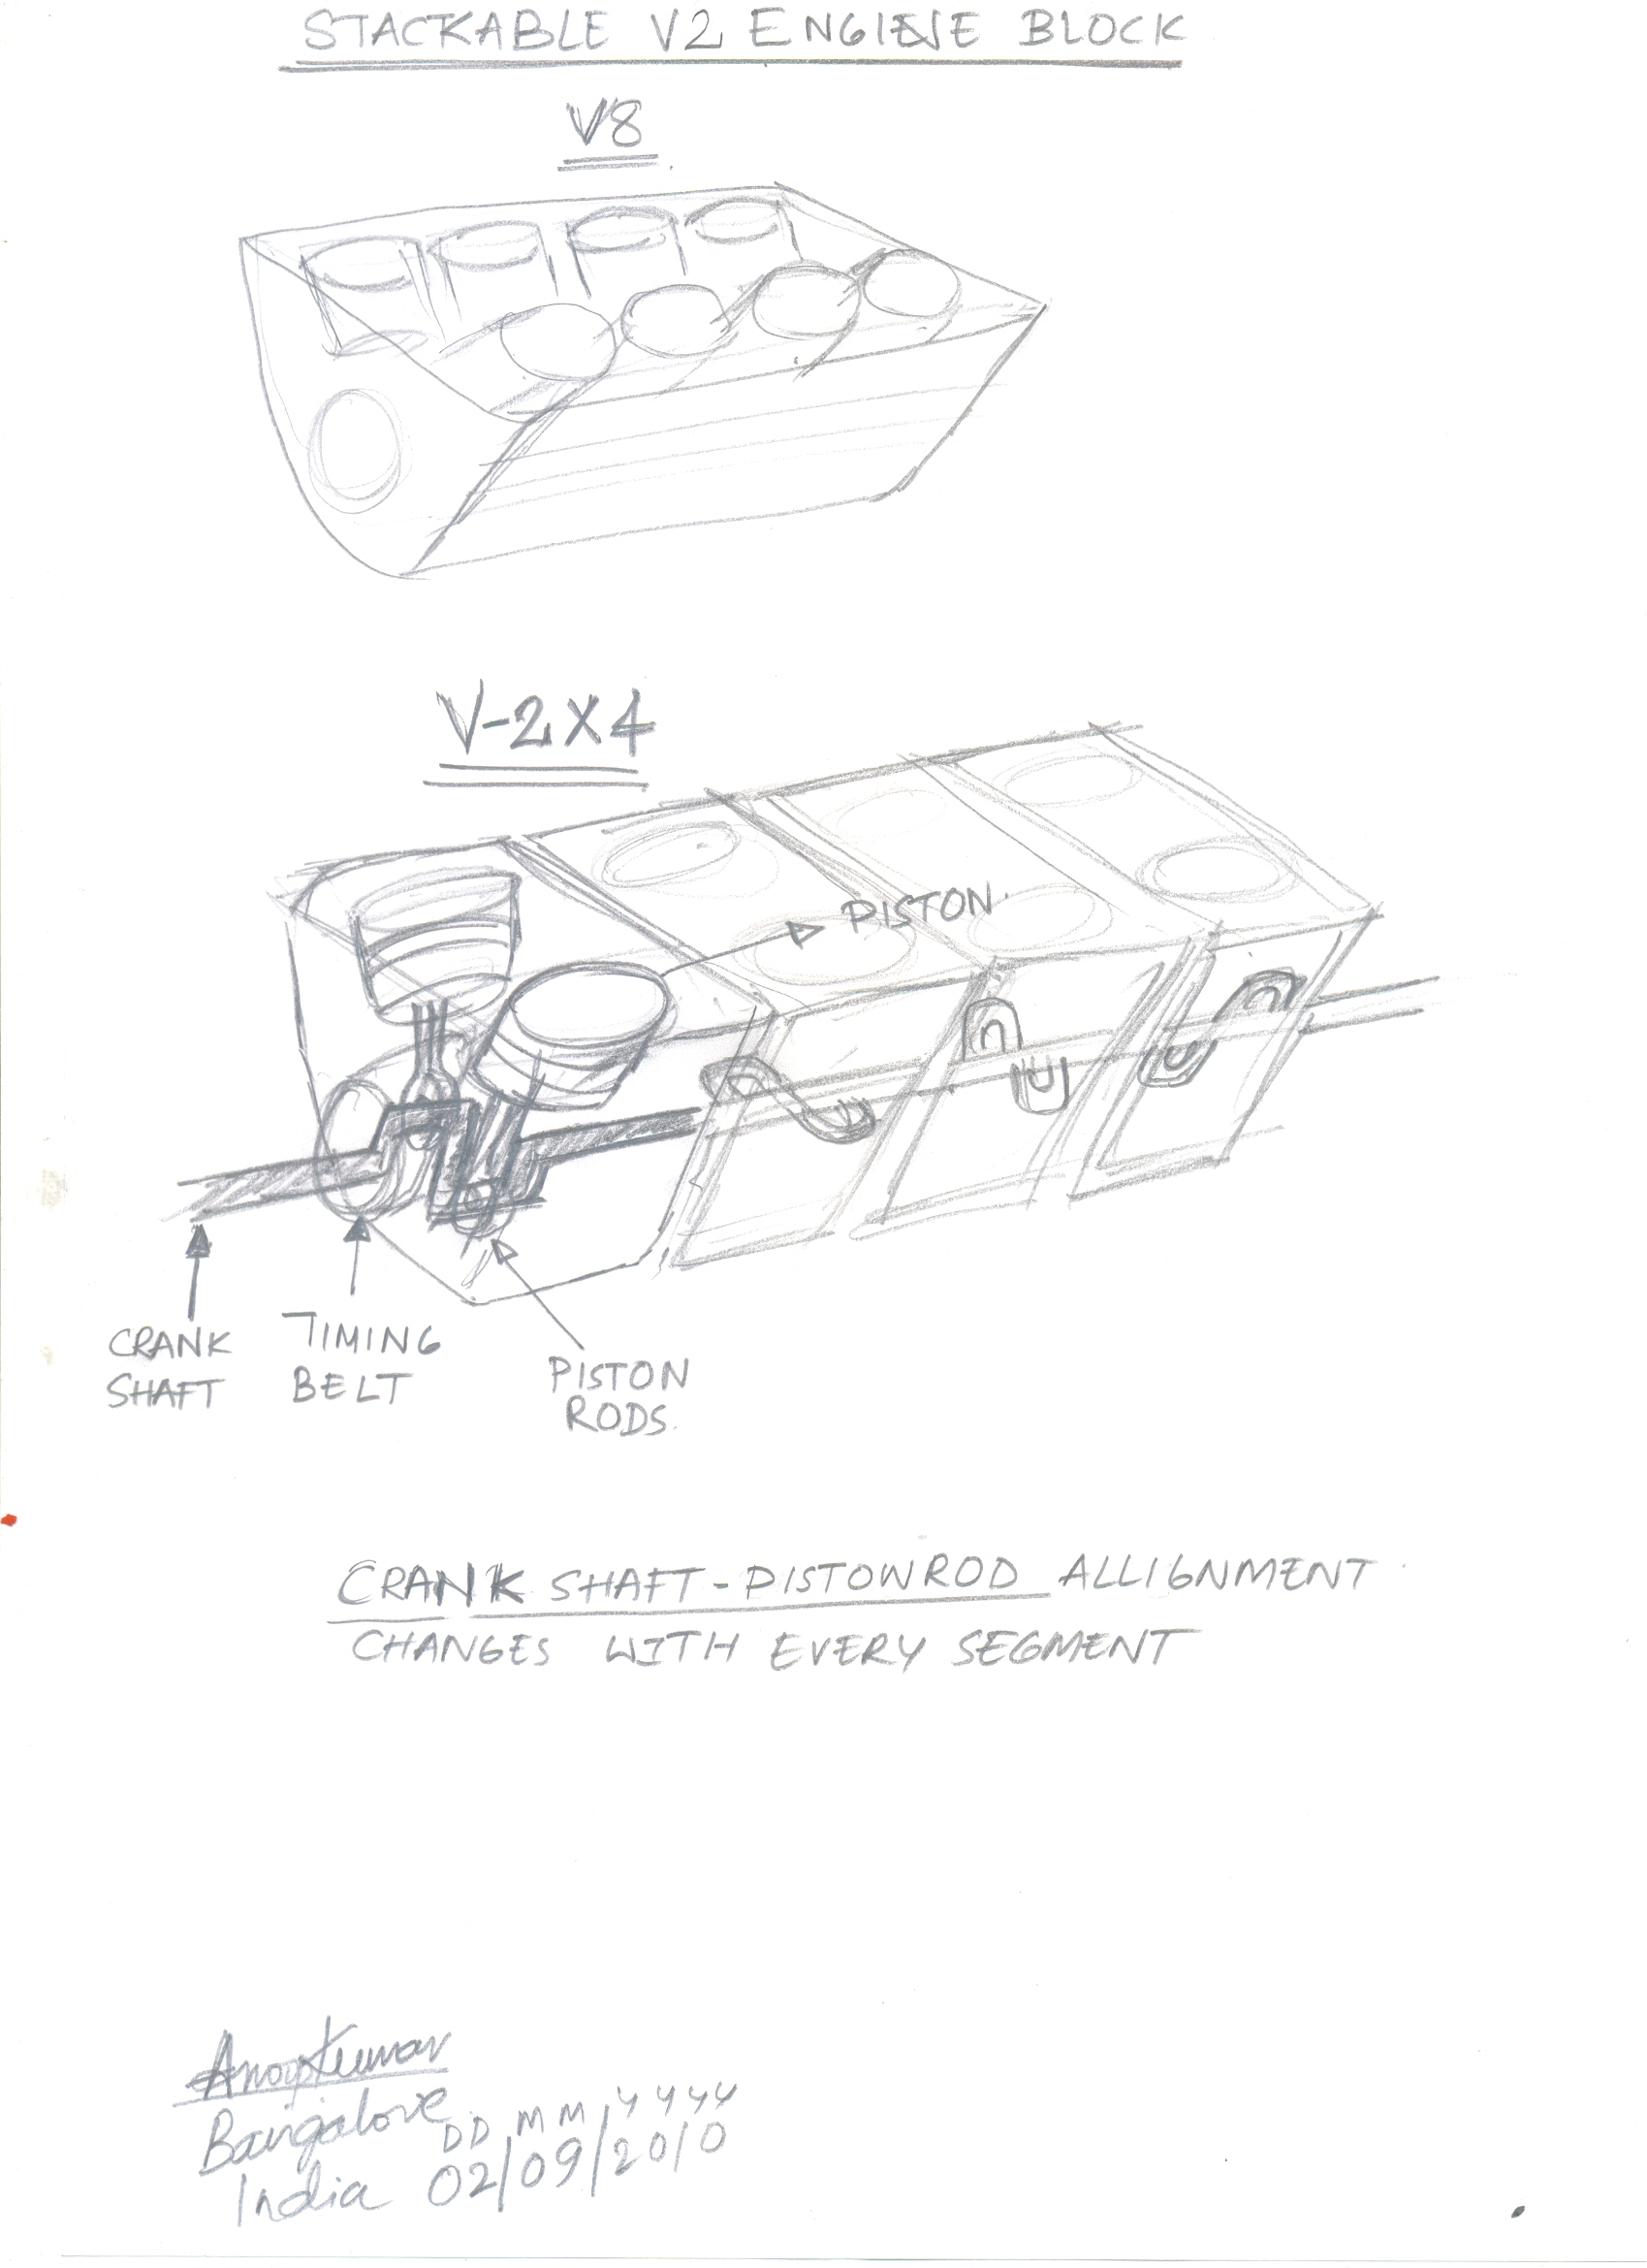 STACKABLE V2 ENGIENE BLOCK
V8
V-2X4
PISTON.
CRANK
SHAFT
TIMING
BELT
PISTON
RODS.
CRANK SHAFT-PISTONROD ALLIGNMENT
CHANGES WITH EVERY SEGMENT
AnoopKumar
Bangalore
DD MM YYYY
India 02/09/2010